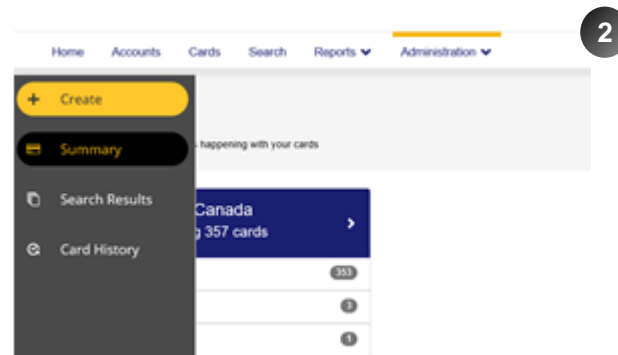 2
Home Accounts Cards Search Reports Administration
Create
Summary
happening with your cards
Search Results
Canada
357 cards
Card History
353
3
1